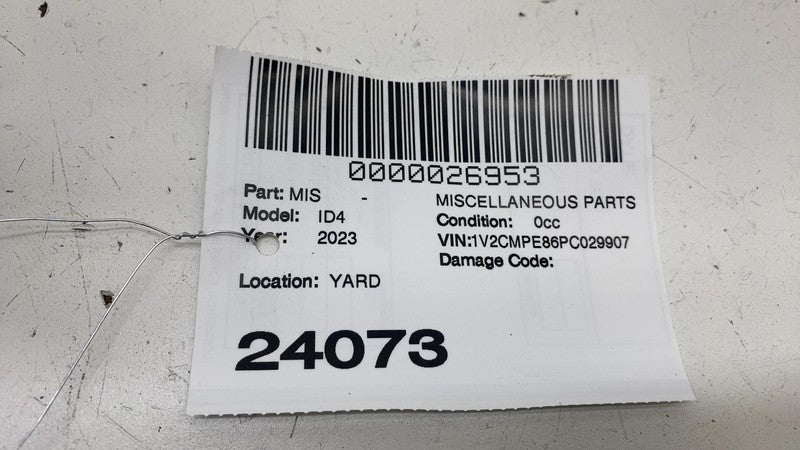 0000026953
Part: MIS - MISCELLANEOUS PARTS
Model: ID4 Condition: 0cc
Year: 2023 VIN:1V2CMPE86PC029907
Damage Code:
Location: YARD
24073